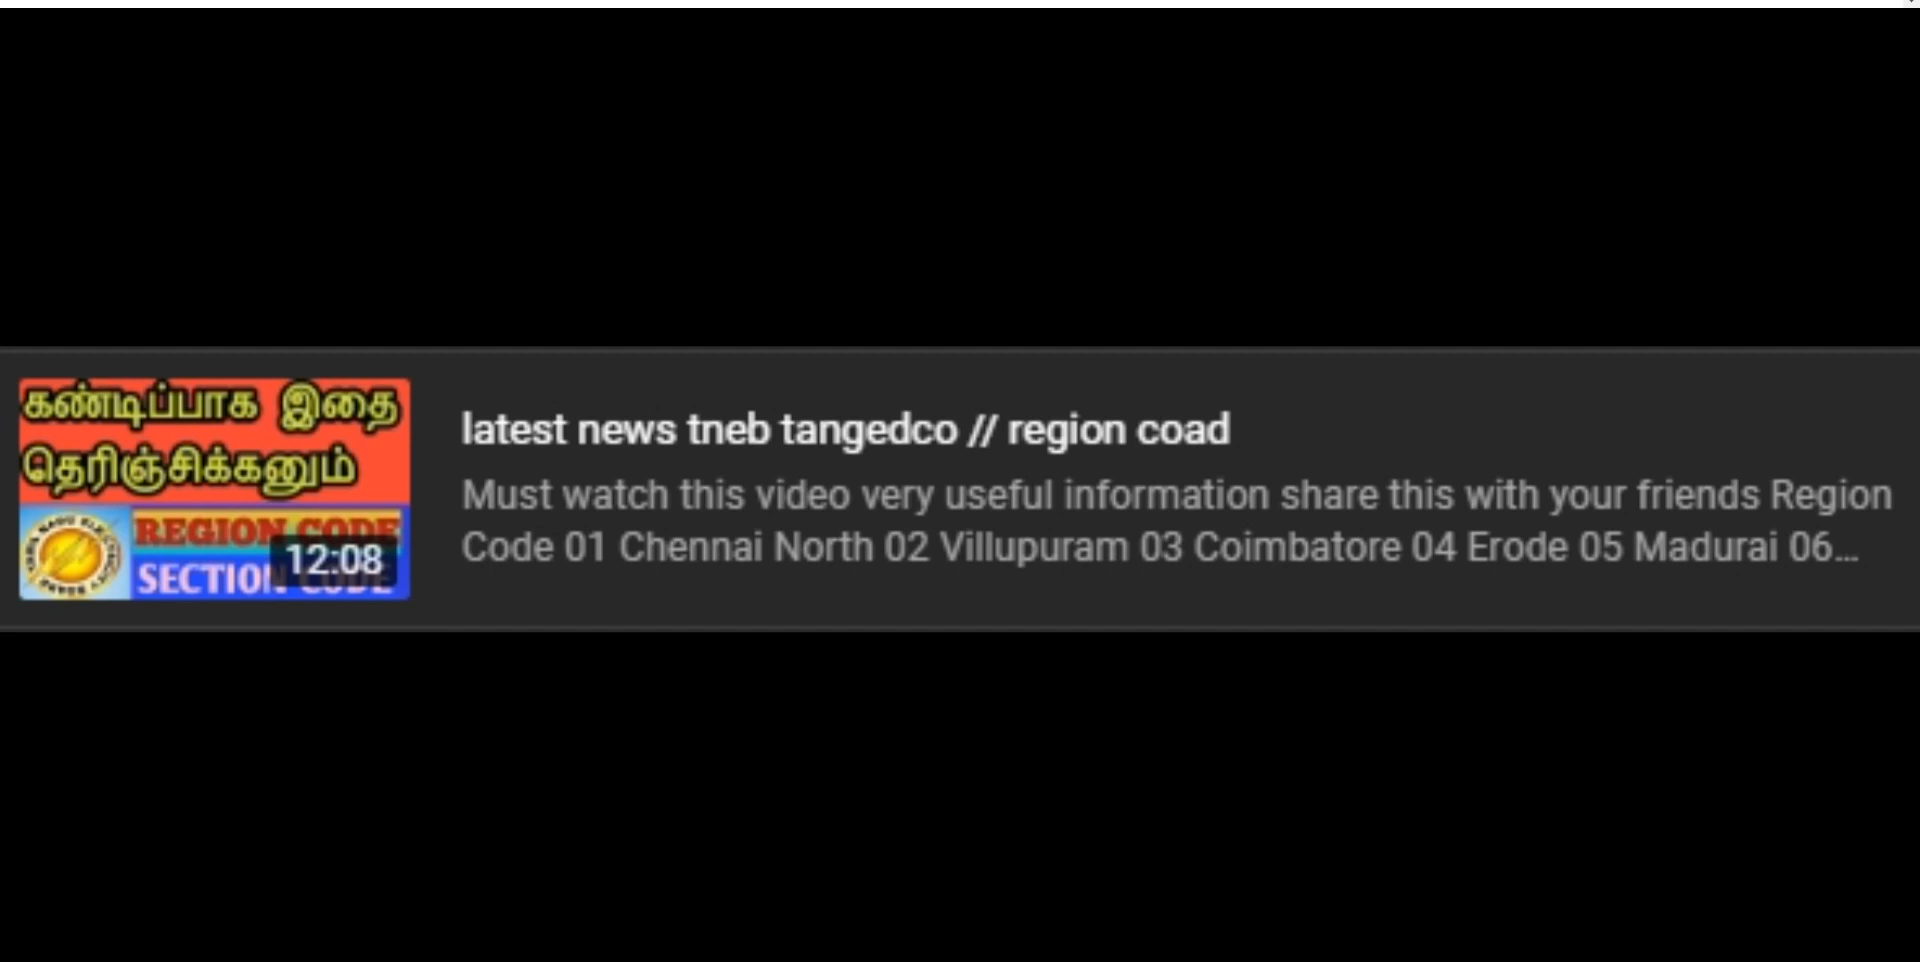 கண்டிப்பாக இதை
தெரிஞ்சிக்கனும்
REGION CODE
SECTION CODE
12:08
latest news tneb tangedco // region coad
Must watch this video very useful information share this with your friends Region
Code 01 Chennai North 02 Villupuram 03 Coimbatore 04 Erode 05 Madurai 06...